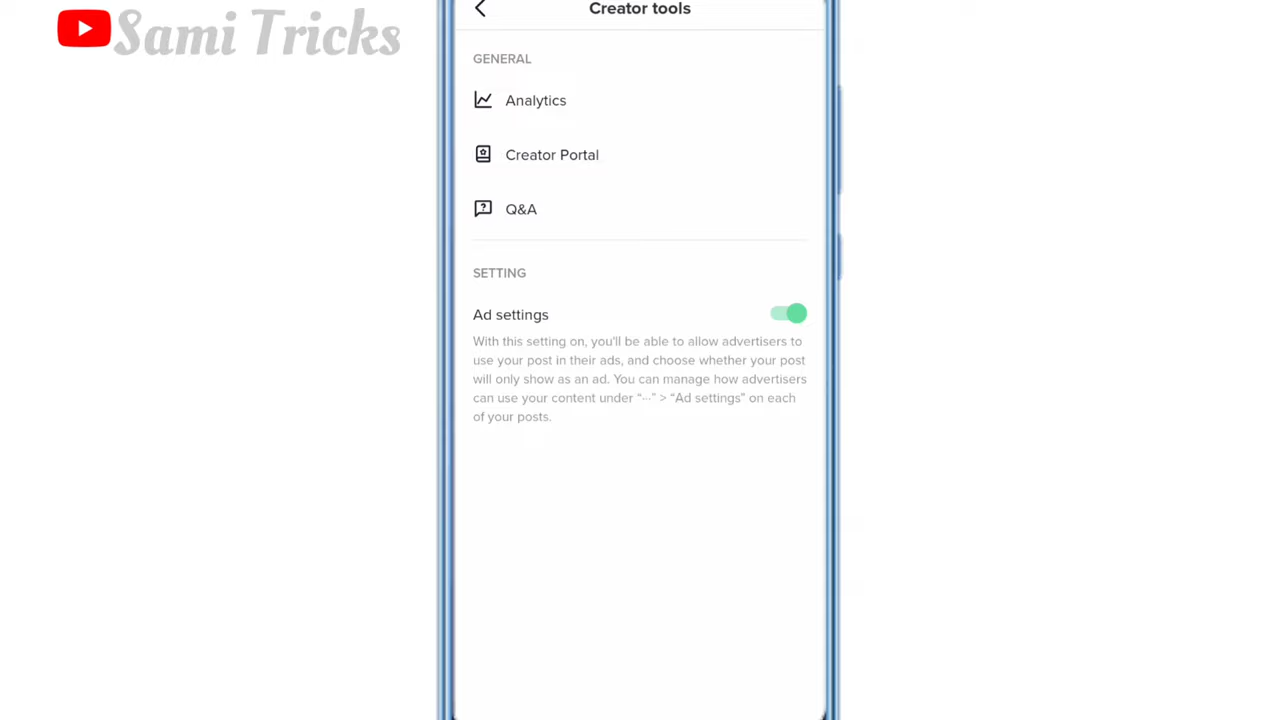 Sami Tricks
Creator tools
GENERAL
Analytics
Creator Portal
Q&A
SETTING
Ad settings
With this setting on, you'll be able to allow advertisers to
use your post in their ads, and choose whether your post
will only show as an ad. You can manage how advertisers
can use your content under “···” > “Ad settings” on each
of your posts.